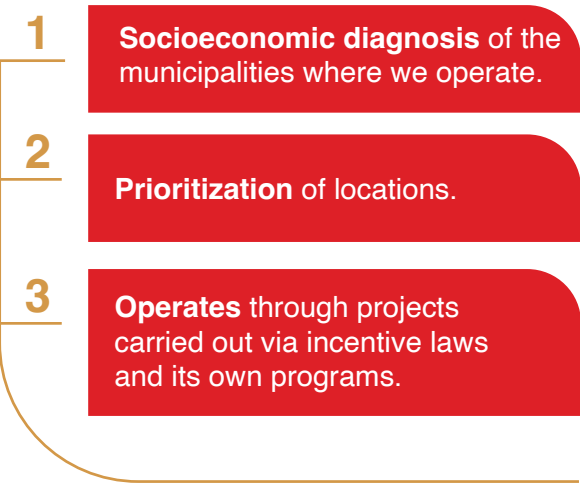 1
Socioeconomic diagnosis of the
municipalities where we operate.
2
Prioritization of locations.
3
Operates through projects
carried out via incentive laws
and its own programs.